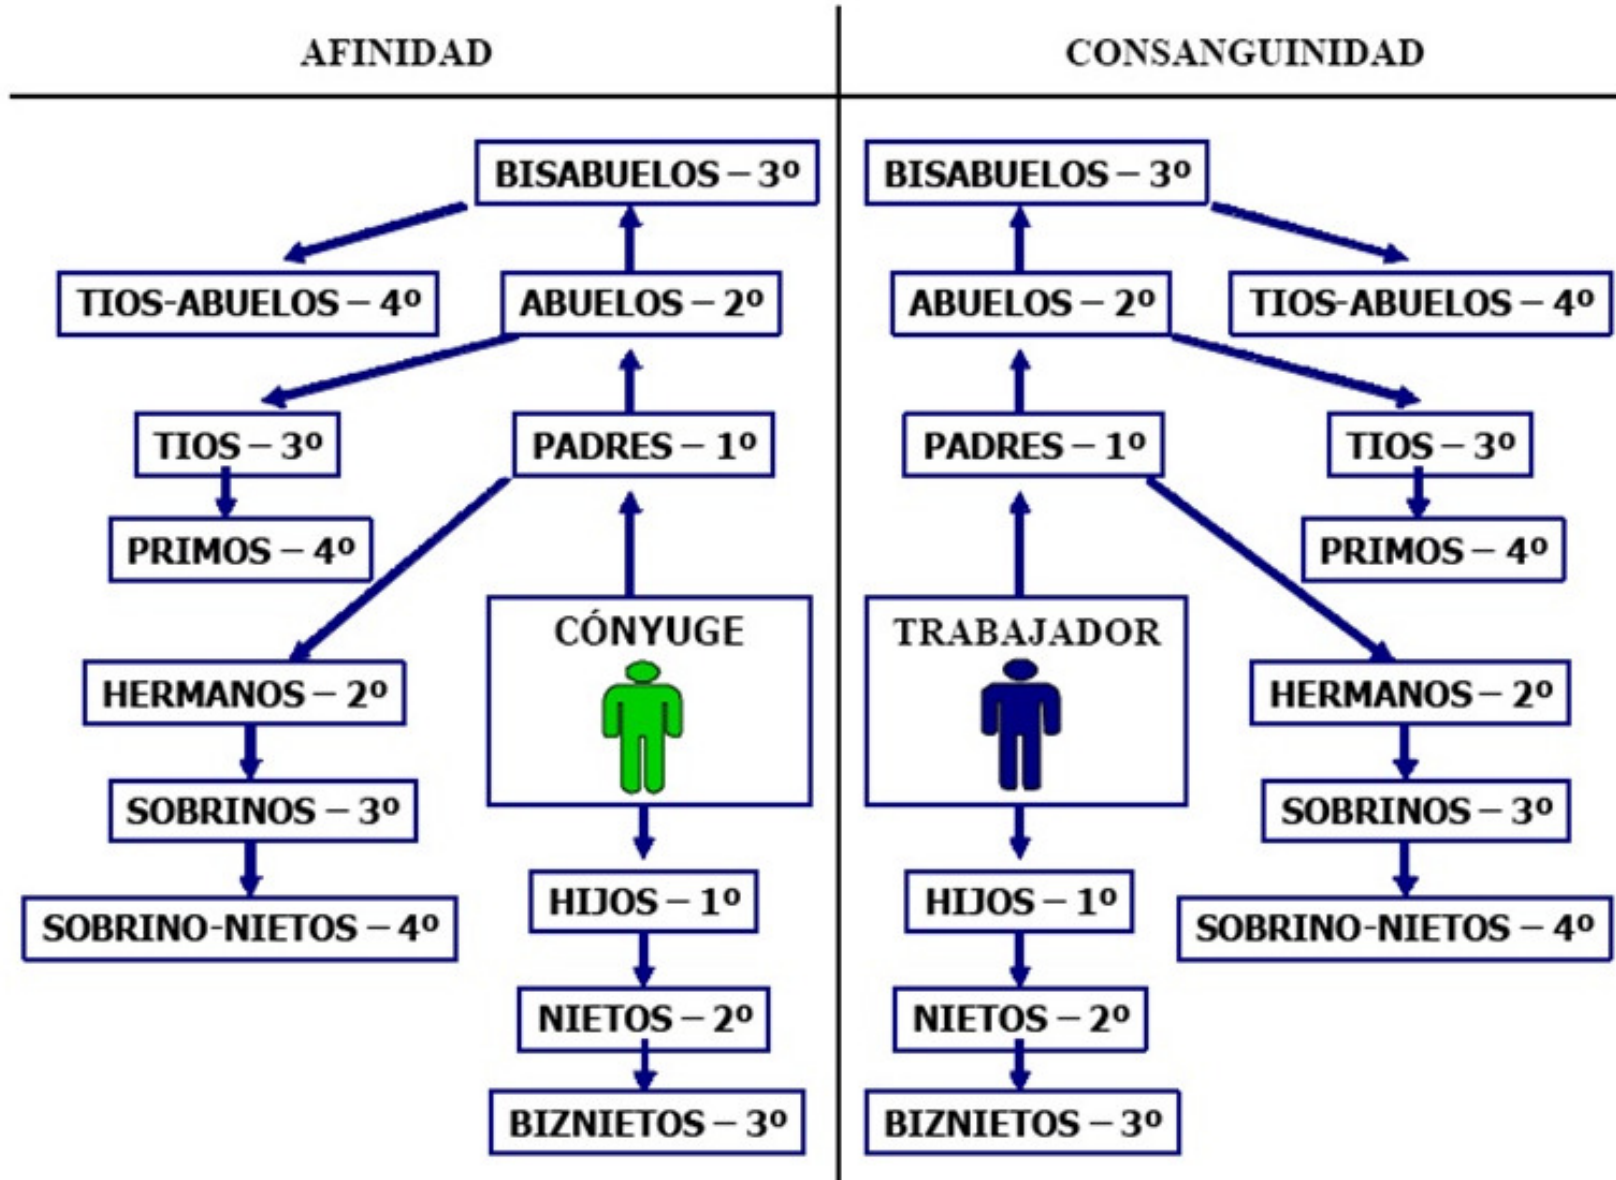 AFINIDAD
CONSANGUINIDAD
BISABUELOS – 3º
BISABUELOS – 3º
TIOS-ABUELOS – 4º
ABUELOS – 2º
ABUELOS – 2º
TIOS-ABUELOS – 4º
TIOS – 3º
PADRES – 1º
PADRES – 1º
TIOS – 3º
PRIMOS – 4º
PRIMOS – 4º
CÓNYUGE
TRABAJADOR
HERMANOS – 2º
HERMANOS – 2º
SOBRINOS – 3º
SOBRINOS – 3º
HIJOS – 1º
HIJOS – 1º
SOBRINO-NIETOS – 4º
SOBRINO-NIETOS – 4º
NIETOS – 2º
NIETOS – 2º
BIZNIETOS – 3º
BIZNIETOS – 3º